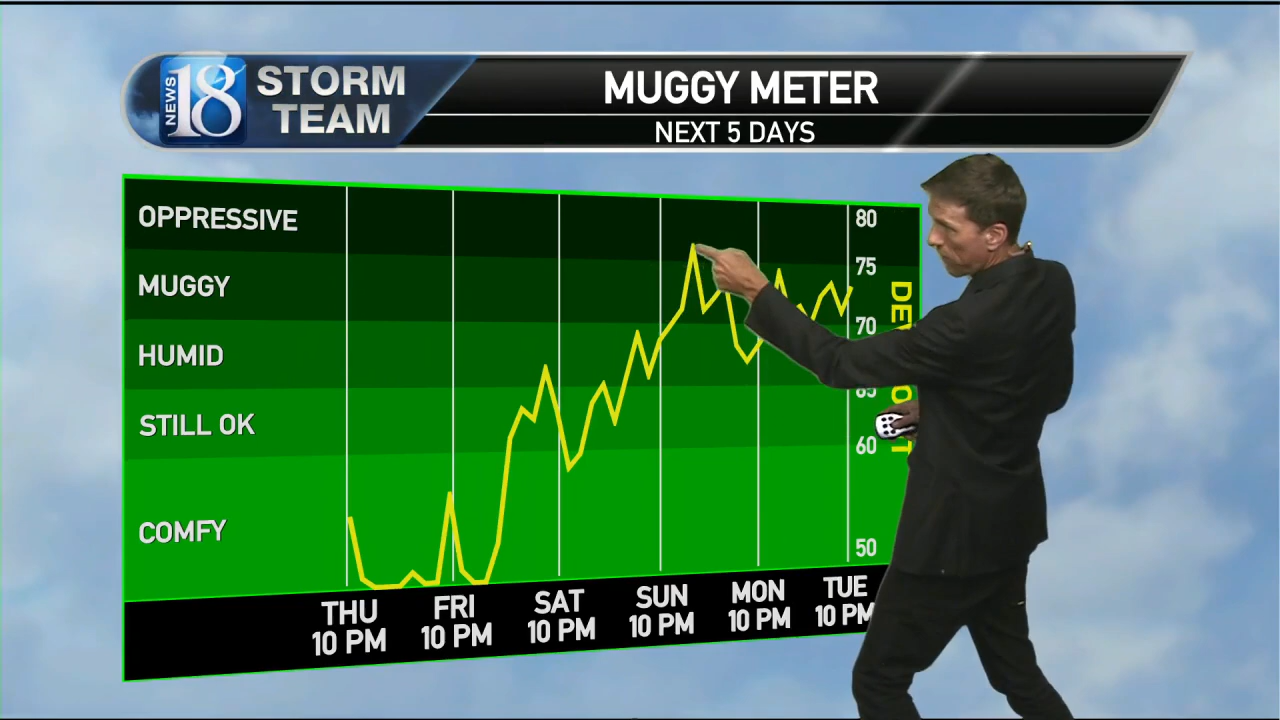 NEWS 18 STORM TEAM
MUGGY METER
NEXT 5 DAYS
OPPRESSIVE
MUGGY
HUMID
STILL OK
COMFY
80
75
70
65
60
50
THU FRI SAT SUN MON TUE
10 PM 10 PM 10 PM 10 PM 10 PM 10 PM